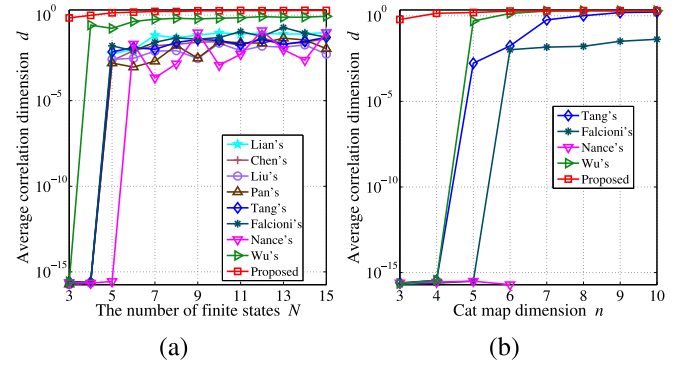 Average correlation dimension d
10^0
10^-5
10^-10
10^-15
3 5 7 9 11 13 15
The number of finite states N
Lian's
Chen's
Liu's
Pan's
Tang's
Falcioni's
Nance's
Wu's
Proposed
(a)
Average correlation dimension d
10^0
10^-5
10^-10
10^-15
3 4 5 6 7 8 9 10
Cat map dimension n
Tang's
Falcioni's
Nance's
Wu's
Proposed
(b)